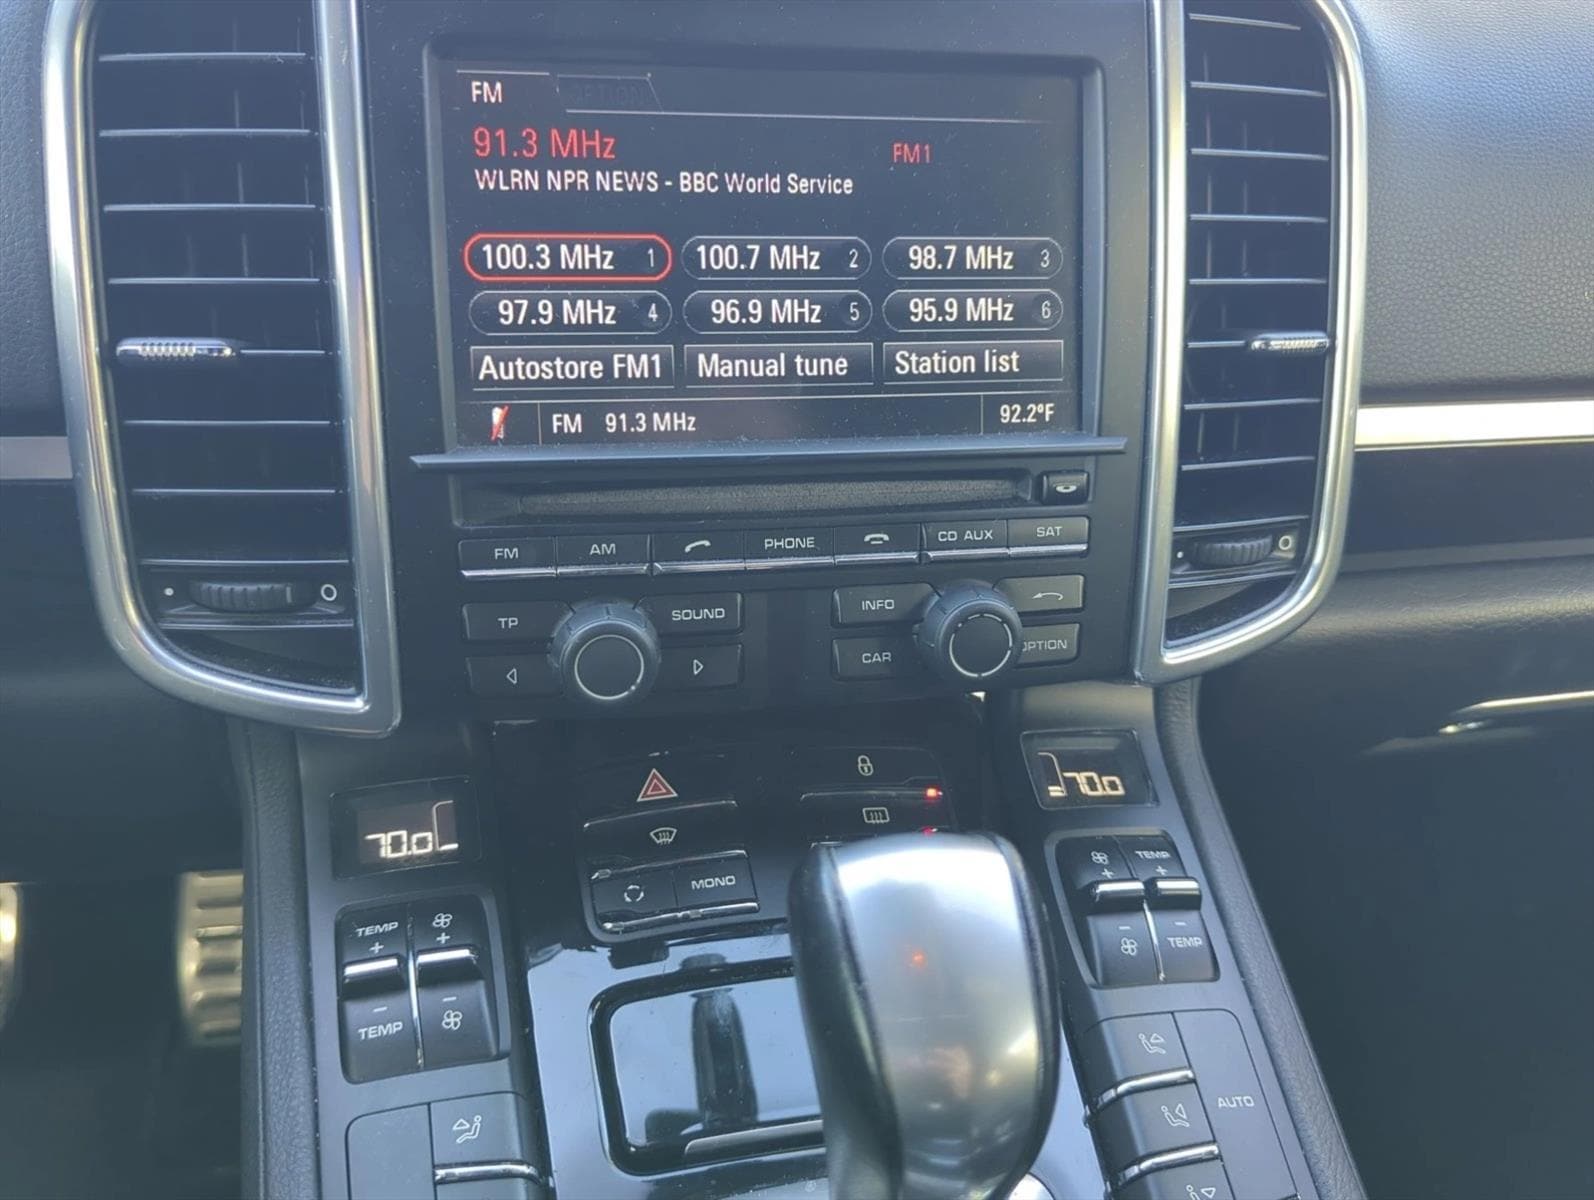 FM
OPTION
91.3 MHz
FM1
WLRN NPR NEWS - BBC World Service
100.3 MHz 1
100.7 MHz 2
98.7 MHz 3
97.9 MHz 4
96.9 MHz 5
95.9 MHz 6
Autostore FM1
Manual tune
Station list
FM 91.3 MHz
92.2°F
FM
AM
PHONE
CD AUX
SAT
TP
SOUND
INFO
CAR
OPTION
70.0
70.0
MONO
TEMP
+
+
-
TEMP
-
+
TEMP
+
-
-
TEMP
AUTO